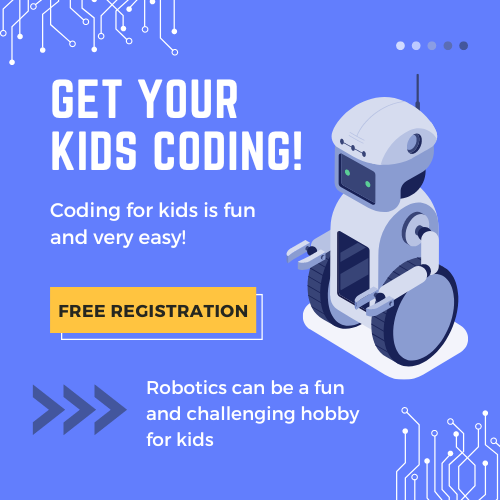 GET YOUR
KIDS CODING!
Coding for kids is fun
and very easy!
FREE REGISTRATION
Robotics can be a fun
and challenging hobby
for kids